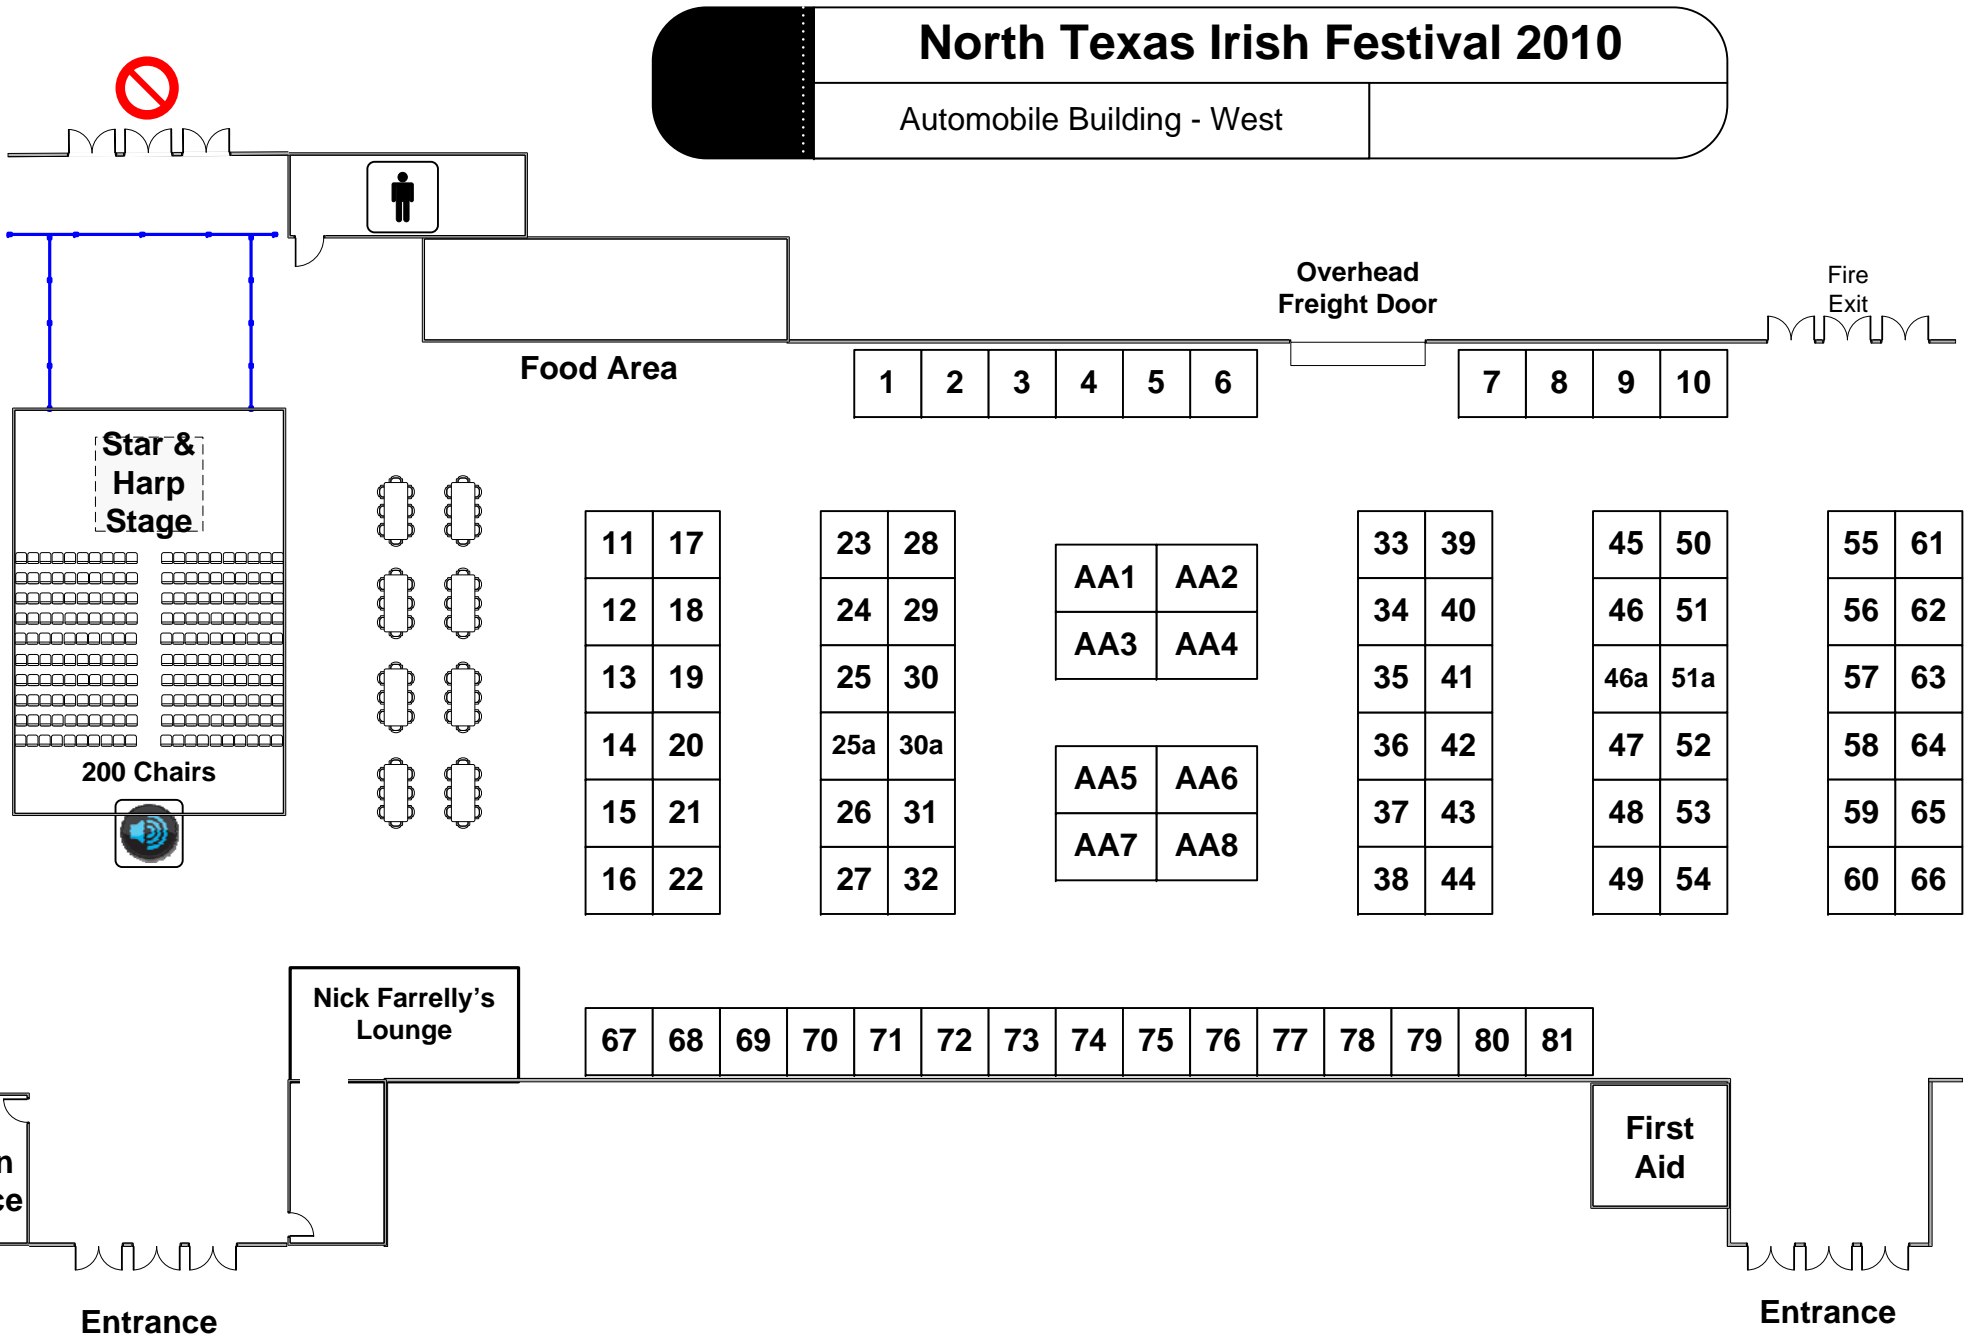 North Texas Irish Festival 2010
Automobile Building - West
Overhead
Freight Door
Fire
Exit
Food Area
1 2 3 4 5 6 7 8 9 10
Star &
Harp
Stage
200 Chairs
11 17 23 28 33 39 45 50 55 61
AA1 AA2
12 18 24 29 34 40 46 51 56 62
AA3 AA4
13 19 25 30 35 41 46a 51a 57 63
14 20 25a 30a 36 42 47 52 58 64
AA5 AA6
15 21 26 31 37 43 48 53 59 65
AA7 AA8
16 22 27 32 38 44 49 54 60 66
Nick Farrelly’s
Lounge
67 68 69 70 71 72 73 74 75 76 77 78 79 80 81
First
Aid
n
ce
Entrance
Entrance